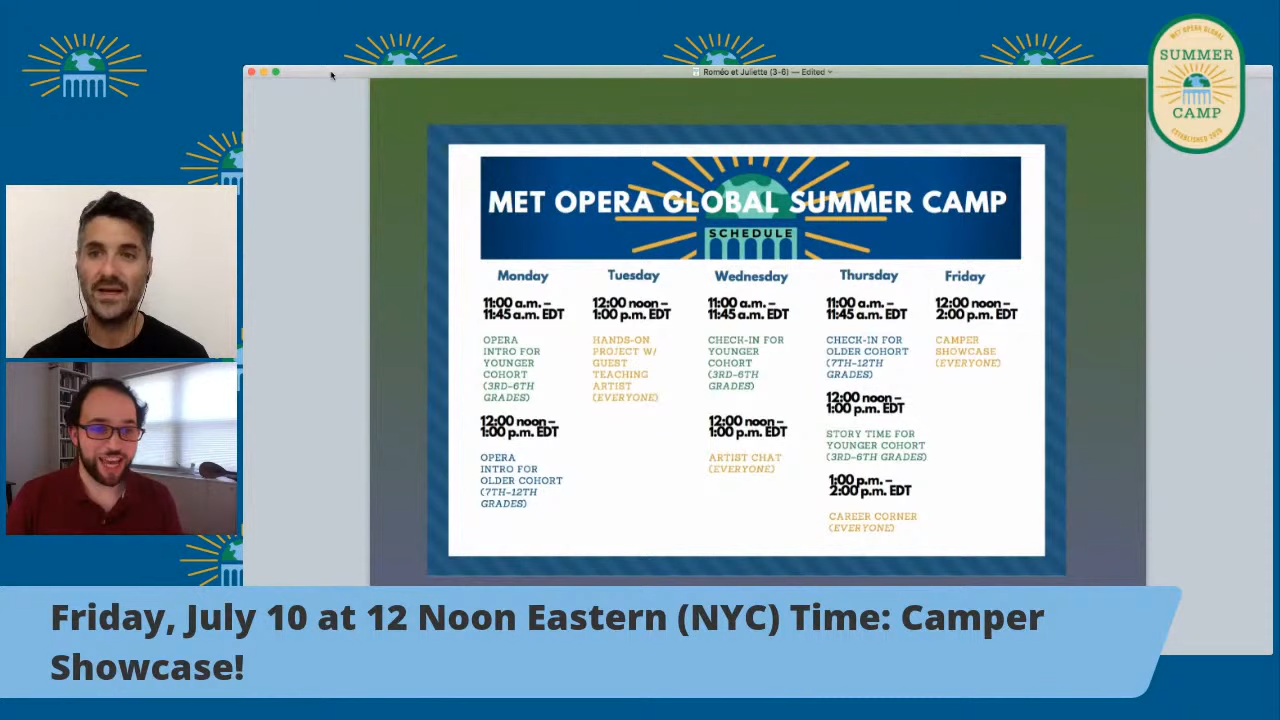 Roméo et Juliette (3-6) — Edited
MET OPERA GLOBAL
SUMMER
CAMP
ESTABLISHED 2020
MET OPERA GLOBAL SUMMER CAMP
SCHEDULE
Monday
11:00 a.m. –
11:45 a.m. EDT
OPERA
INTRO FOR
YOUNGER
COHORT
(3RD-6TH
GRADES)
12:00 noon –
1:00 p.m. EDT
OPERA
INTRO FOR
OLDER COHORT
(7TH-12TH
GRADES)
Tuesday
12:00 noon –
1:00 p.m. EDT
HANDS-ON
PROJECT W/
GUEST
TEACHING
ARTIST
(EVERYONE)
Wednesday
11:00 a.m. –
11:45 a.m. EDT
CHECK-IN FOR
YOUNGER
COHORT
(3RD-6TH
GRADES)
12:00 noon –
1:00 p.m. EDT
ARTIST CHAT
(EVERYONE)
Thursday
11:00 a.m. –
11:45 a.m. EDT
CHECK-IN FOR
OLDER COHORT
(7TH-12TH
GRADES)
12:00 noon –
1:00 p.m. EDT
STORY TIME FOR
YOUNGER COHORT
(3RD-6TH GRADES)
1:00 p.m. –
2:00 p.m. EDT
CAREER CORNER
(EVERYONE)
Friday
12:00 noon –
2:00 p.m. EDT
CAMPER
SHOWCASE
(EVERYONE)
Friday, July 10 at 12 Noon Eastern (NYC) Time: Camper
Showcase!